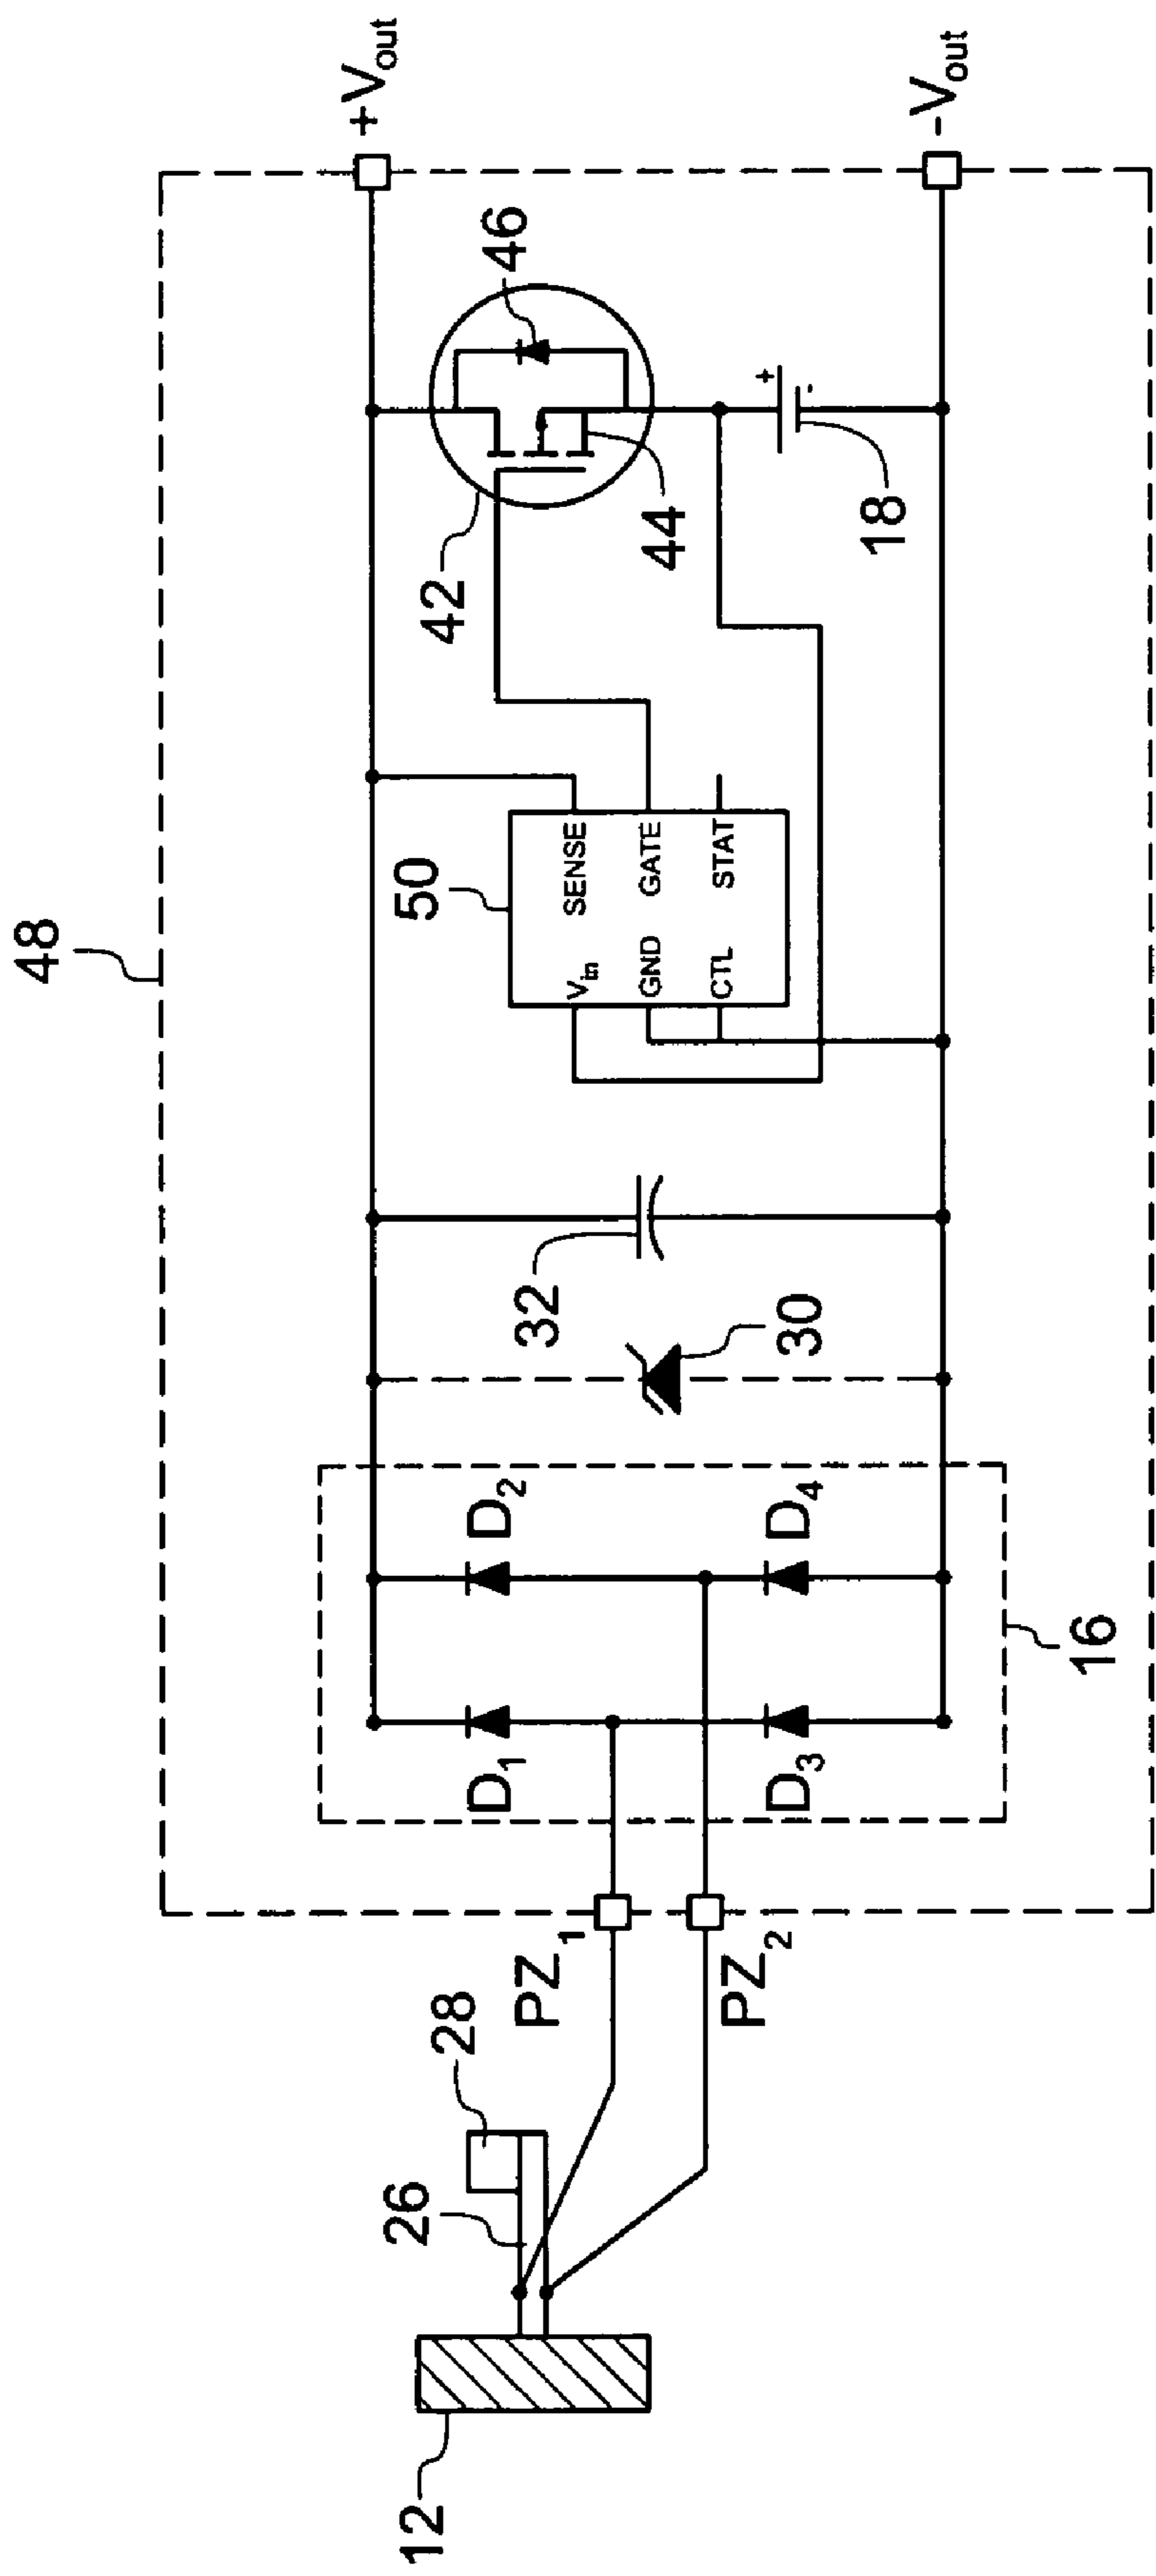 48
+Vout
-Vout
46
42
44
18
50
Vin
SENSE
GND
GATE
CTL
STAT
32
30
D1
D2
D3
D4
16
PZ1
PZ2
28
26
12